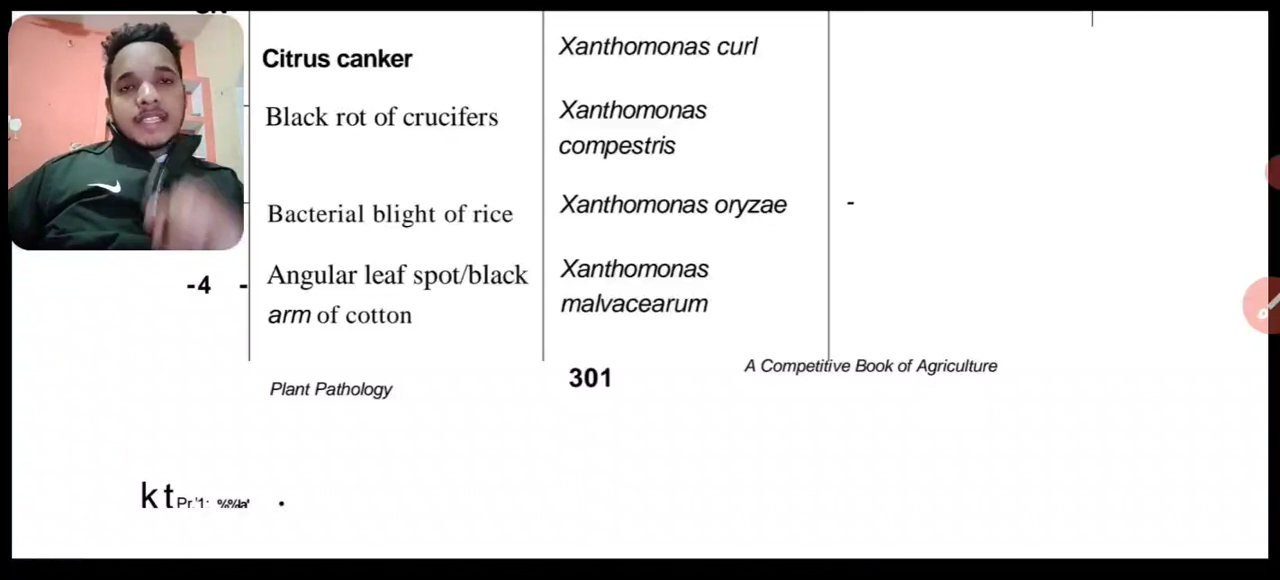 Citrus canker
Xanthomonas curl
Black rot of crucifers
Xanthomonas
compestris
Bacterial blight of rice
Xanthomonas oryzae
-
-4 -
Angular leaf spot/black
arm of cotton
Xanthomonas
malvacearum
Plant Pathology
301
A Competitive Book of Agriculture
kt